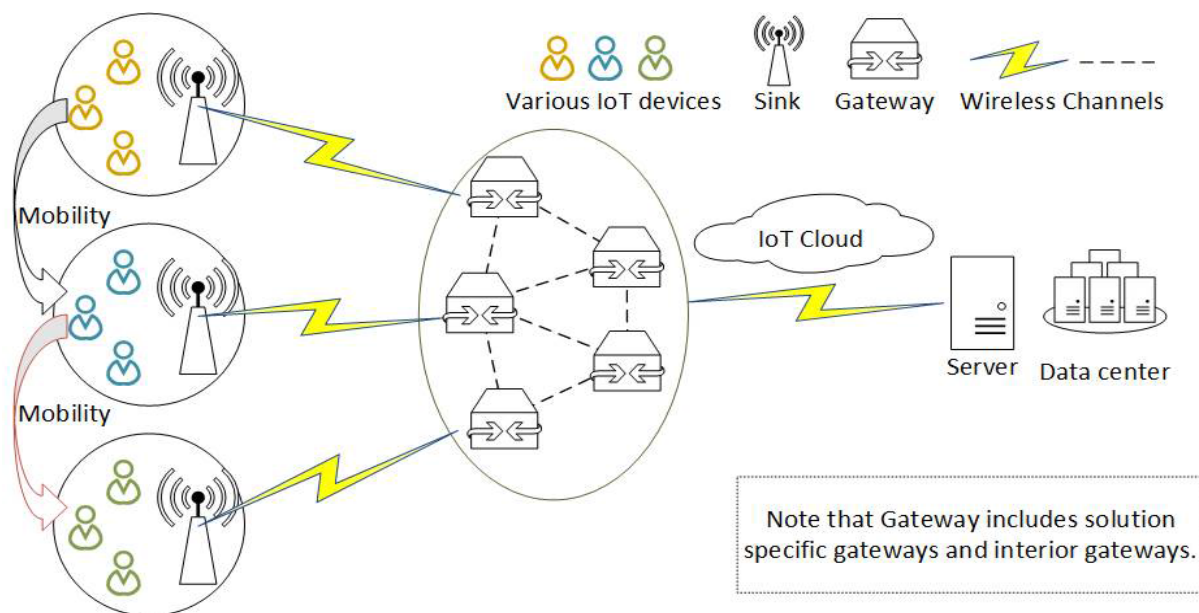 Various IoT devices
Sink
Gateway
Wireless Channels
Mobility
IoT Cloud
Server
Data center
Mobility
Note that Gateway includes solution
specific gateways and interior gateways.